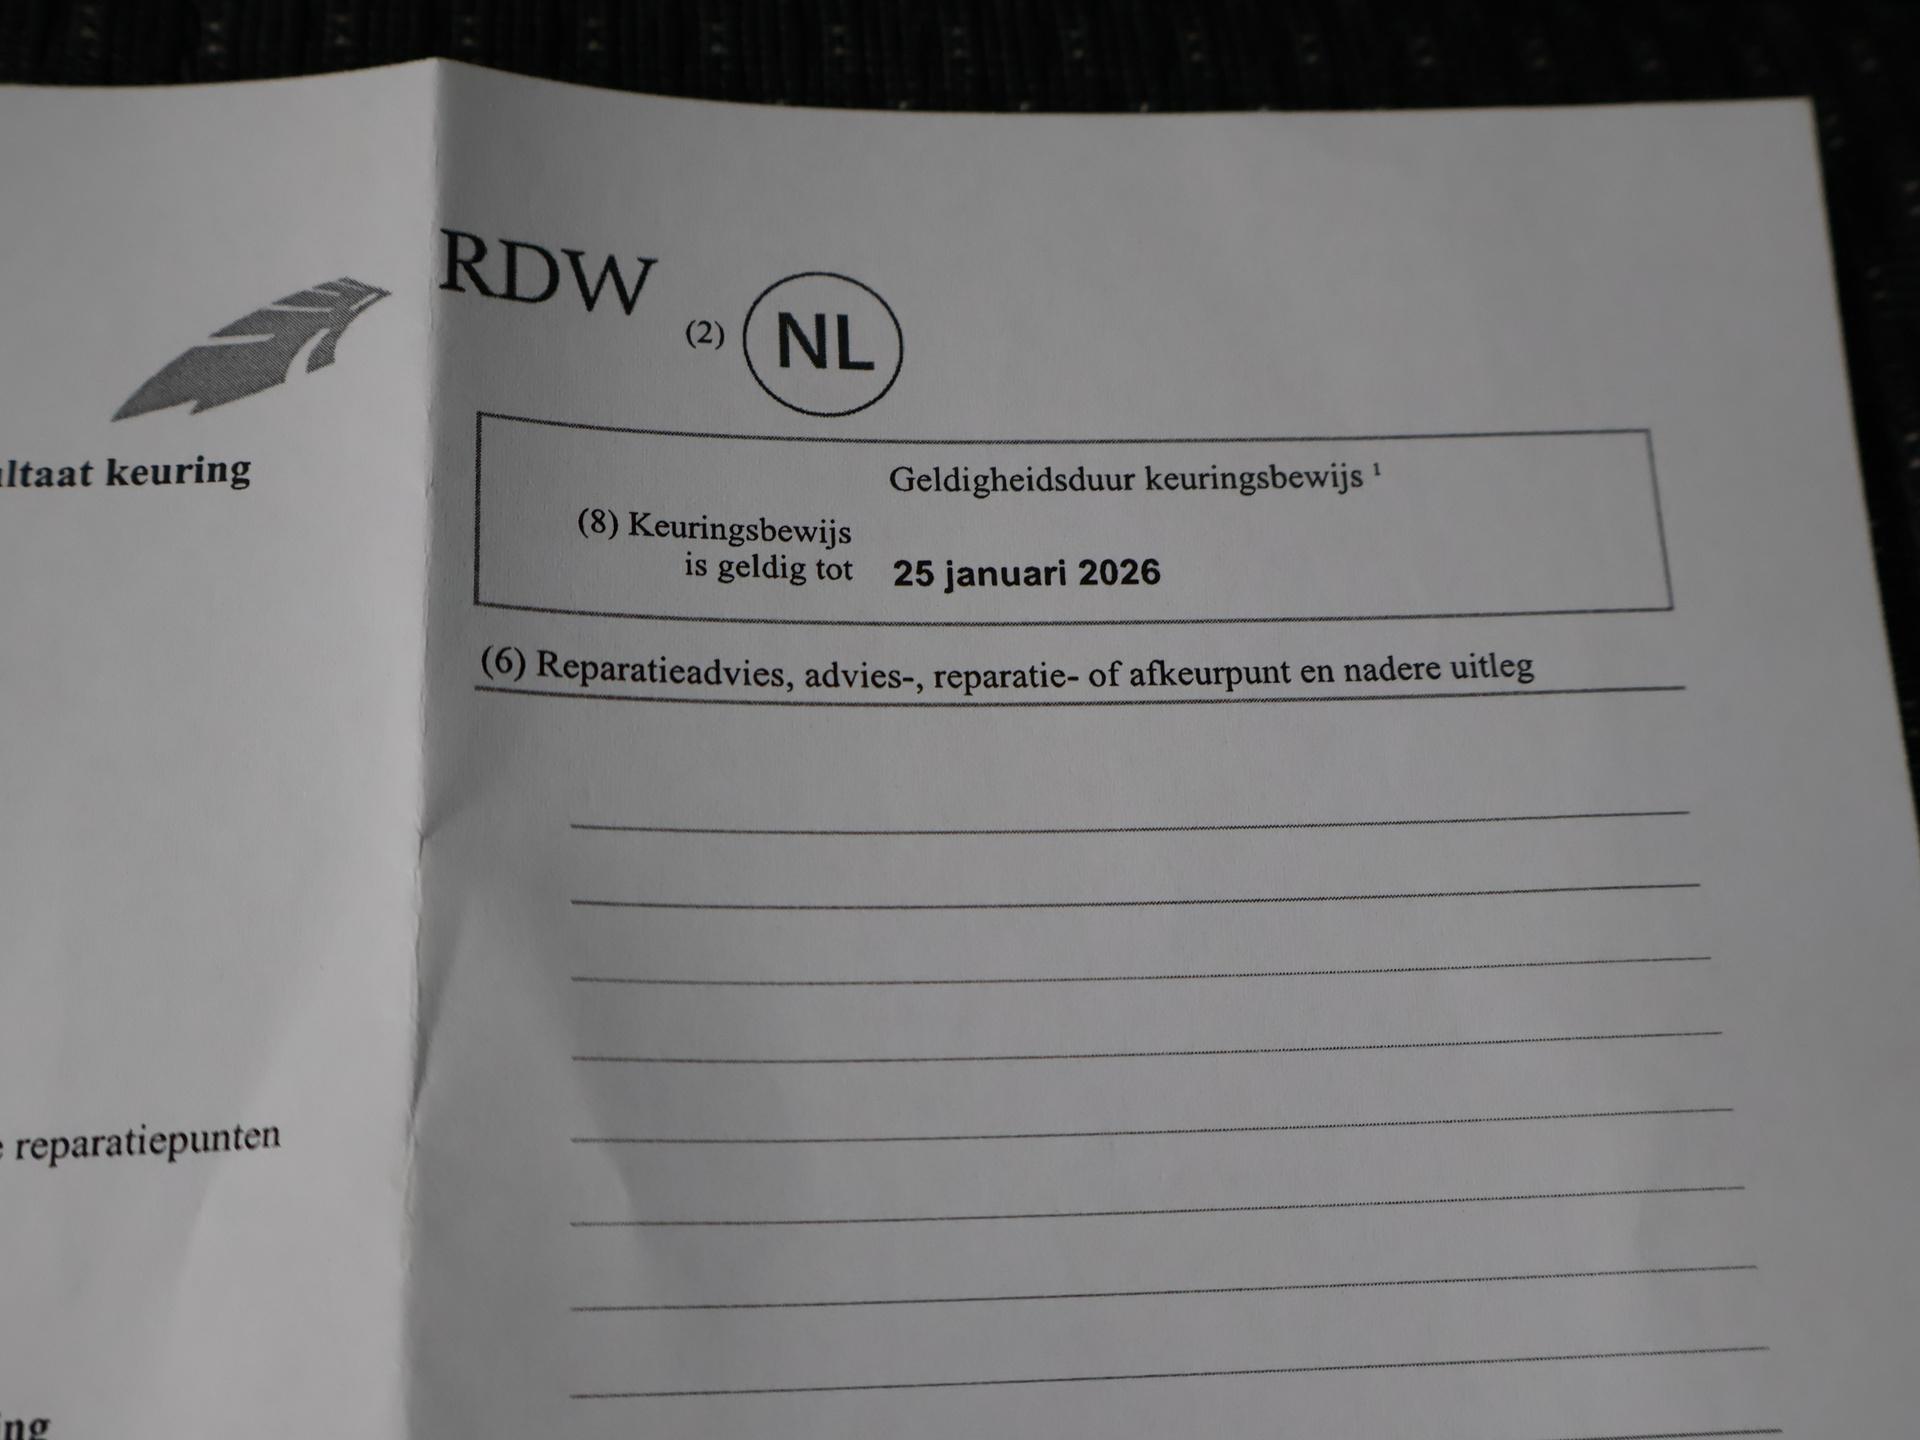 RDW
(2) NL
keuring
Geldigheidsduur keuringsbewijs ¹
(8) Keuringsbewijs
is geldig tot 25 januari 2026
(6) Reparatieadvies, advies-, reparatie- of afkeurpunt en nadere uitleg
reparatiepunten